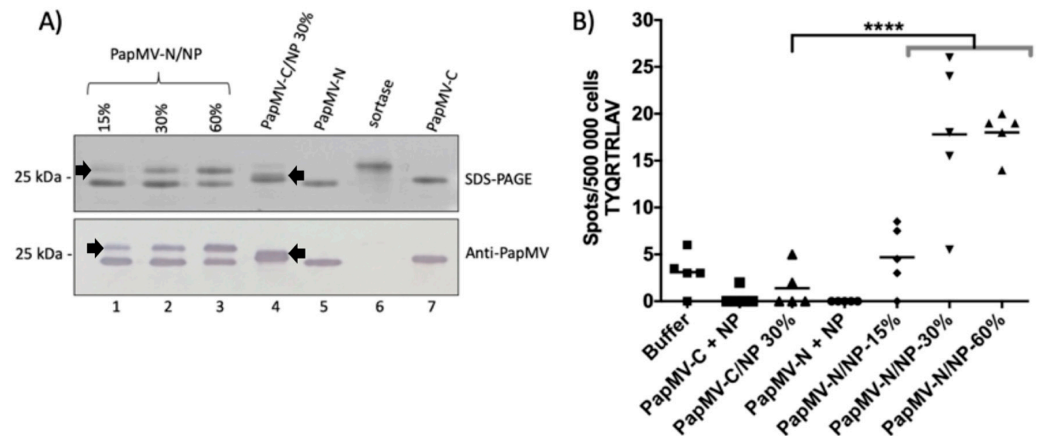 A)
PapMV-N/NP
15%
30%
60%
PapMV-C/NP 30%
PapMV-N
sortase
PapMV-C
25 kDa -
SDS-PAGE
25 kDa -
Anti-PapMV
1 2 3 4 5 6 7
B)
****
Spots/500 000 cells
TYQRTRLAV
30
25
20
15
10
5
0
Buffer
PapMV-C + NP
PapMV-C/NP 30%
PapMV-N + NP
PapMV-N/NP-15%
PapMV-N/NP-30%
PapMV-N/NP-60%